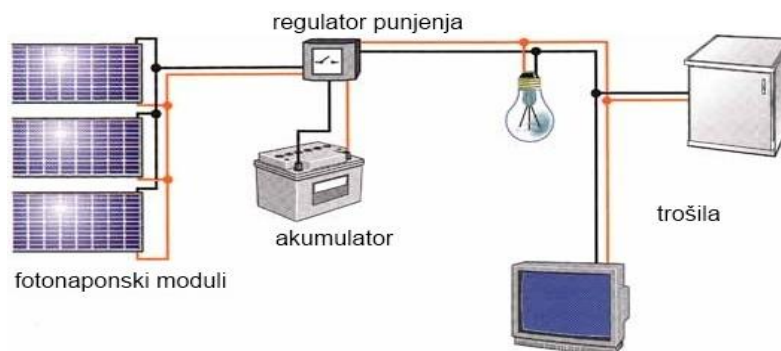 regulator punjenja
akumulator
trošila
fotonaponski moduli